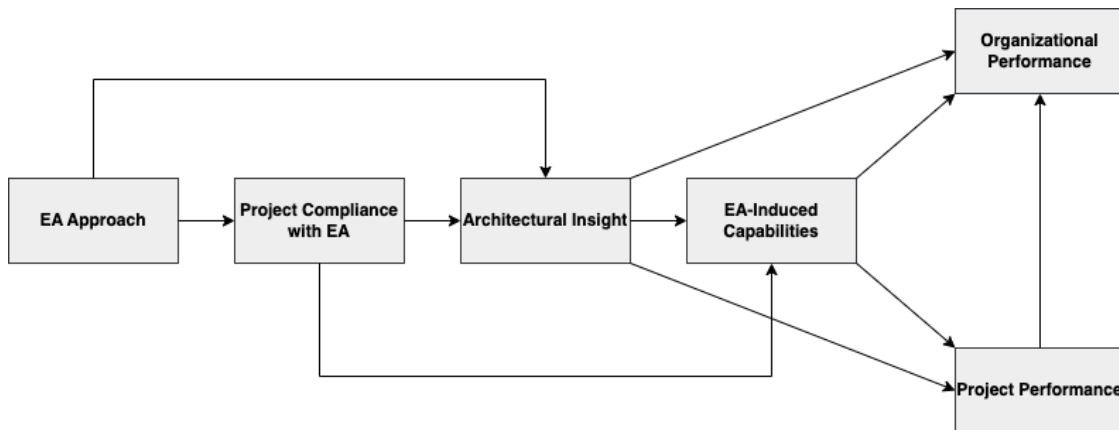 Organizational
Performance
EA Approach
Project Compliance
with EA
Architectural Insight
EA-Induced
Capabilities
Project Performance